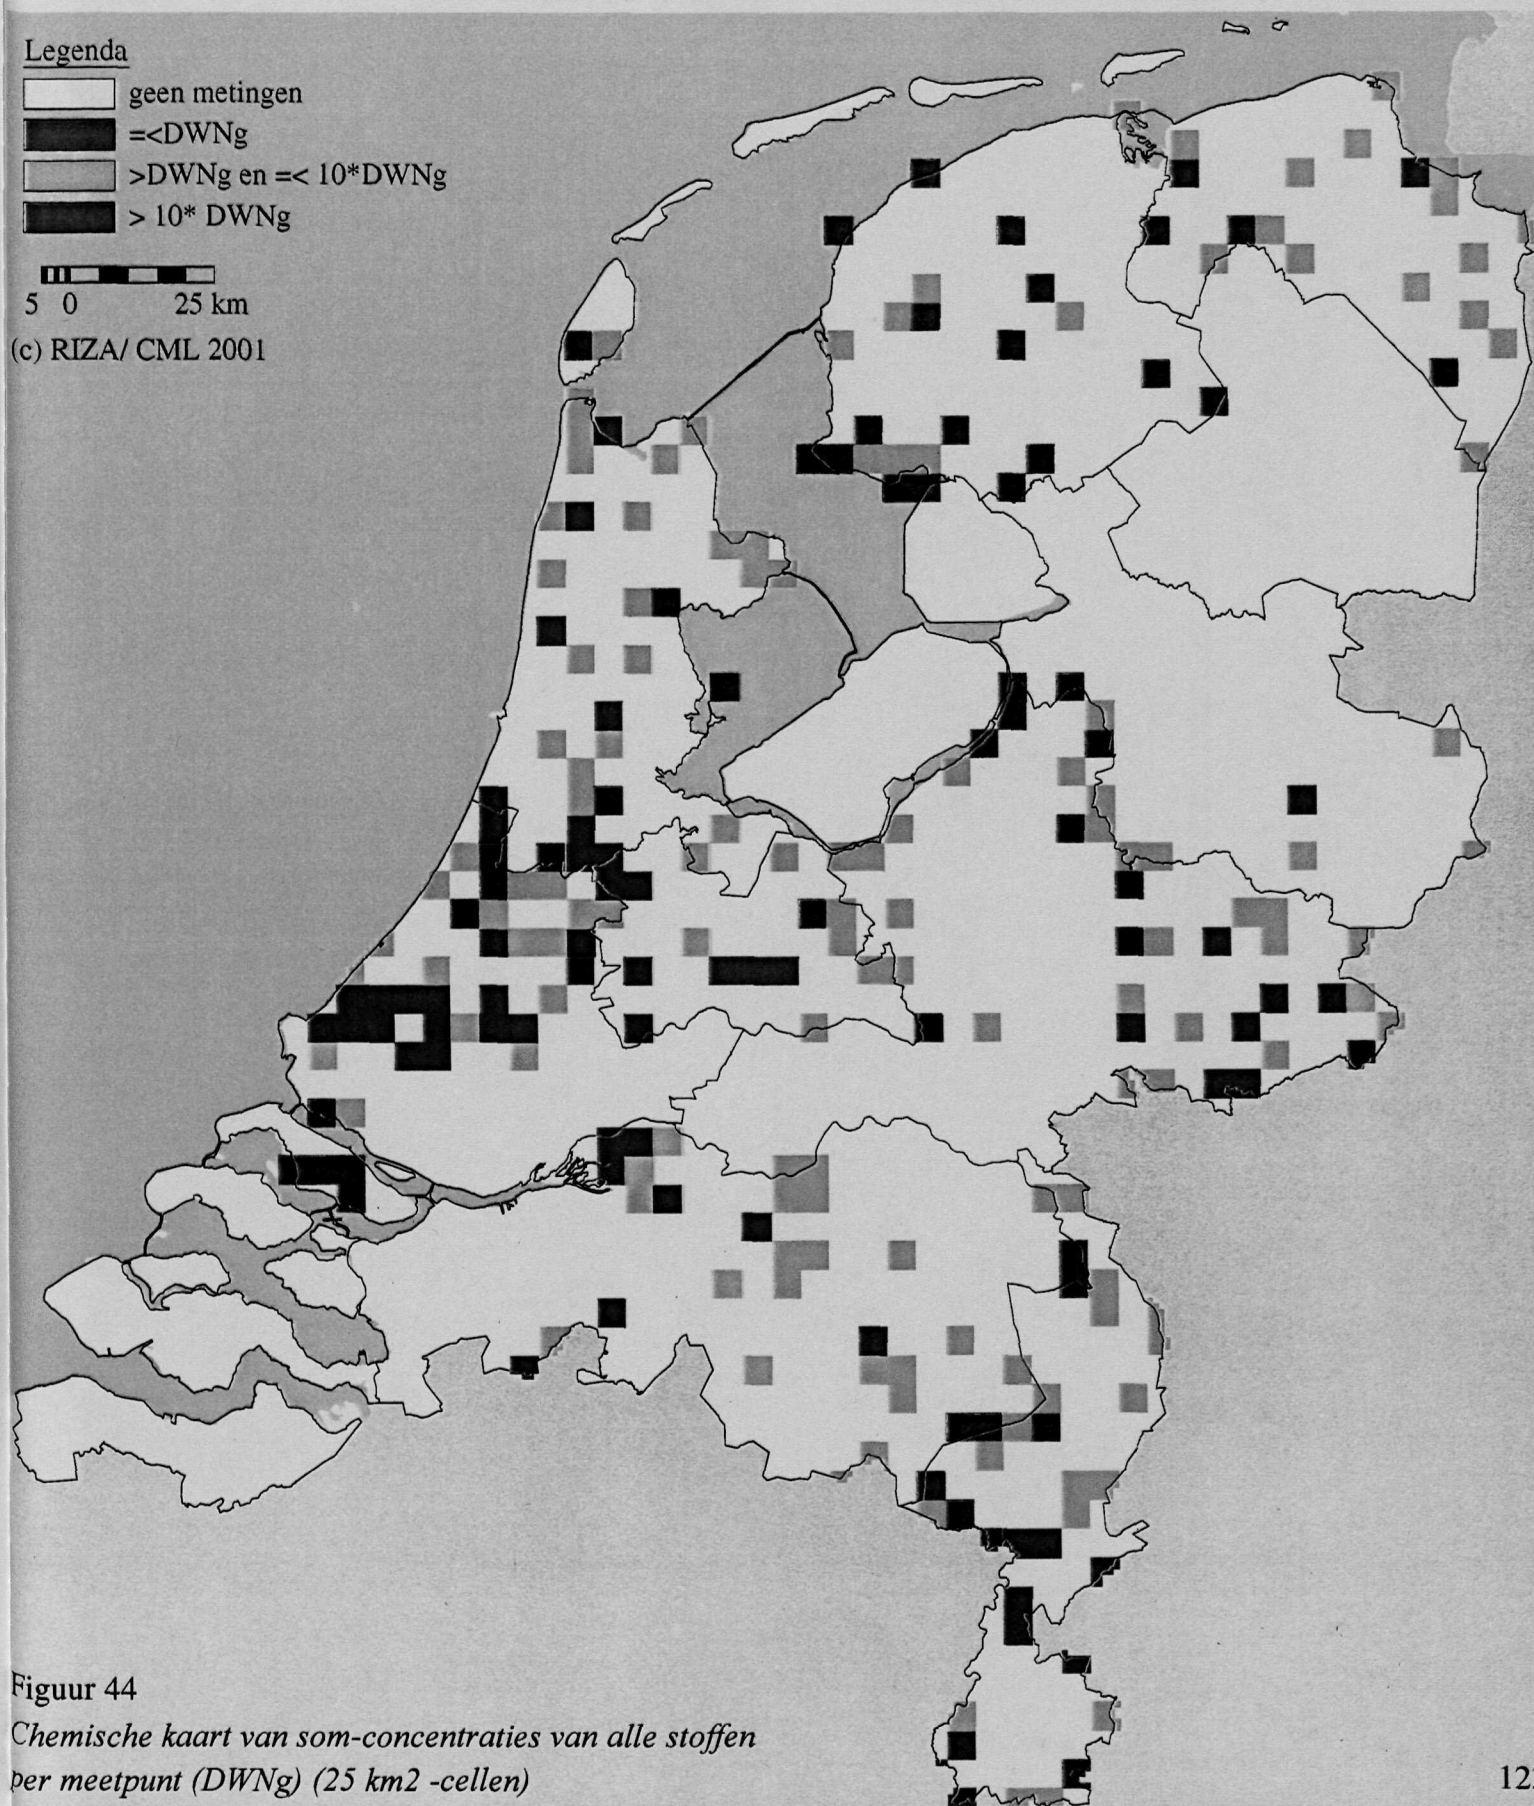 Legenda
geen metingen
=<DWNg
>DWNg en =< 10*DWNg
> 10* DWNg
5 0 25 km
(c) RIZA/ CML 2001
Figuur 44
Chemische kaart van som-concentraties van alle stoffen
per meetpunt (DWNg) (25 km2 -cellen)